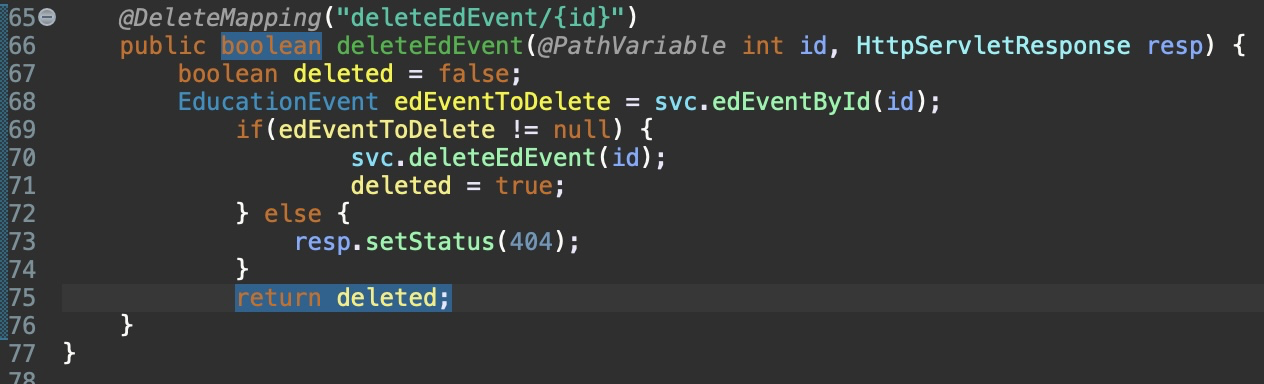 65 @DeleteMapping("deleteEdEvent/{id}")
66 public boolean deleteEdEvent(@PathVariable int id, HttpServletResponse resp) {
67 boolean deleted = false;
68 EducationEvent edEventToDelete = svc.edEventById(id);
69 if(edEventToDelete != null) {
70 svc.deleteEdEvent(id);
71 deleted = true;
72 } else {
73 resp.setStatus(404);
74 }
75 return deleted;
76 }
77 }
78